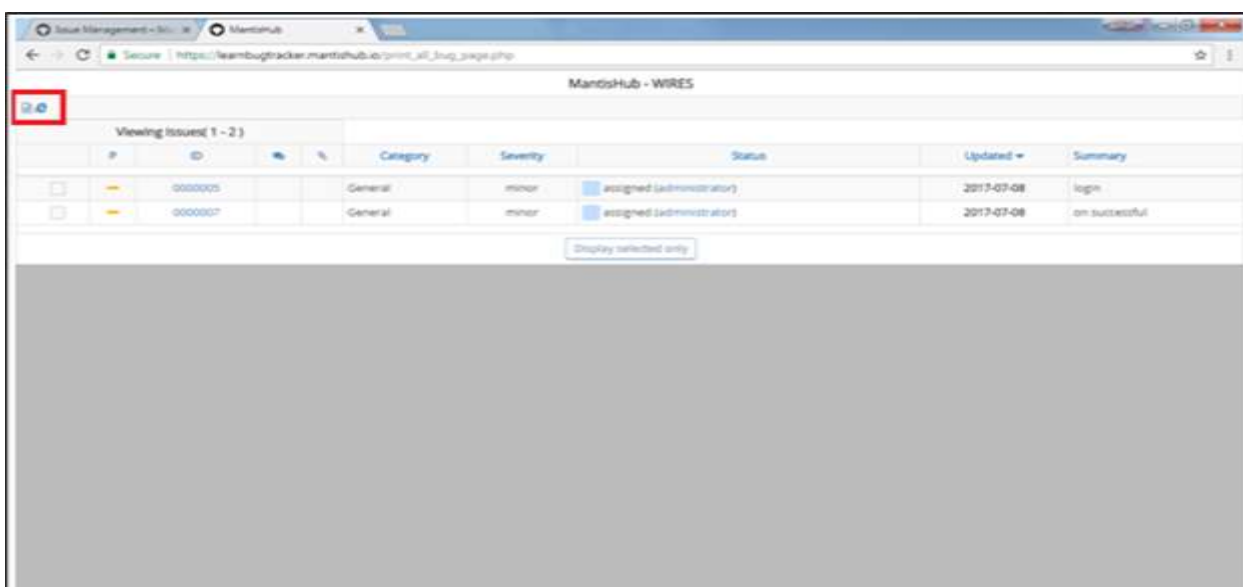 Issue Management – MantisHub
Secure https://learnbugtracker.mantishub.io/print_all_bug_page.php
MantisHub - WIRES
Viewing Issues( 1 - 2 )
P ID Category Severity Status Updated Summary
0000005 General minor assigned (administrator) 2017-07-08 login
0000007 General minor assigned (administrator) 2017-07-08 on successful
Display selected only